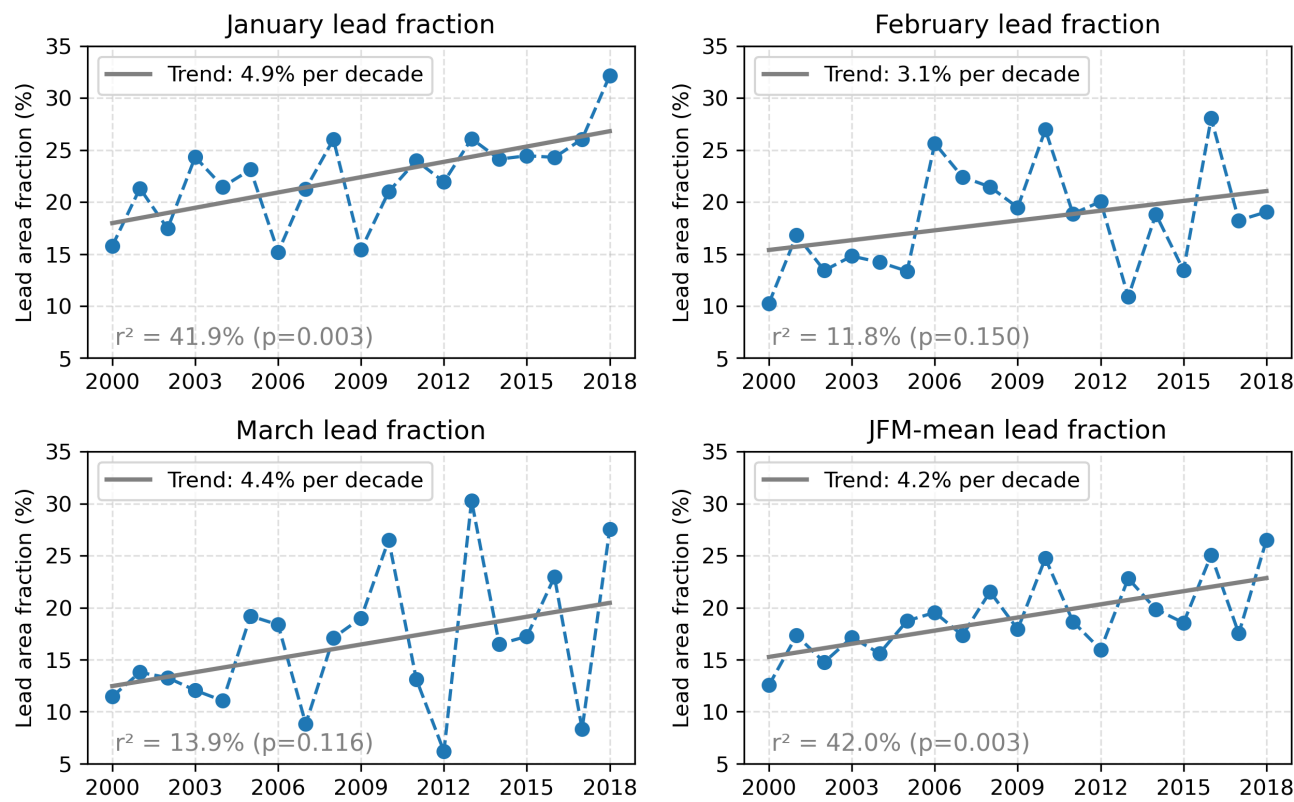 January lead fraction
Lead area fraction (%)
35
30
25
20
15
10
5
Trend: 4.9% per decade
r² = 41.9% (p=0.003)
2000 2003 2006 2009 2012 2015 2018
February lead fraction
Lead area fraction (%)
35
30
25
20
15
10
5
Trend: 3.1% per decade
r² = 11.8% (p=0.150)
2000 2003 2006 2009 2012 2015 2018
March lead fraction
Lead area fraction (%)
35
30
25
20
15
10
5
Trend: 4.4% per decade
r² = 13.9% (p=0.116)
2000 2003 2006 2009 2012 2015 2018
JFM-mean lead fraction
Lead area fraction (%)
35
30
25
20
15
10
5
Trend: 4.2% per decade
r² = 42.0% (p=0.003)
2000 2003 2006 2009 2012 2015 2018